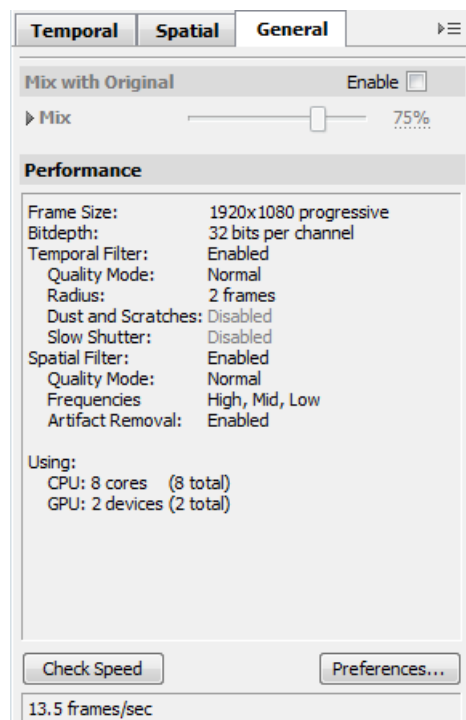 Temporal Spatial General
Mix with Original Enable
Mix 75%
Performance
Frame Size: 1920x1080 progressive
Bitdepth: 32 bits per channel
Temporal Filter: Enabled
Quality Mode: Normal
Radius: 2 frames
Dust and Scratches: Disabled
Slow Shutter: Disabled
Spatial Filter: Enabled
Quality Mode: Normal
Frequencies High, Mid, Low
Artifact Removal: Enabled
Using:
CPU: 8 cores (8 total)
GPU: 2 devices (2 total)
Check Speed Preferences...
13.5 frames/sec